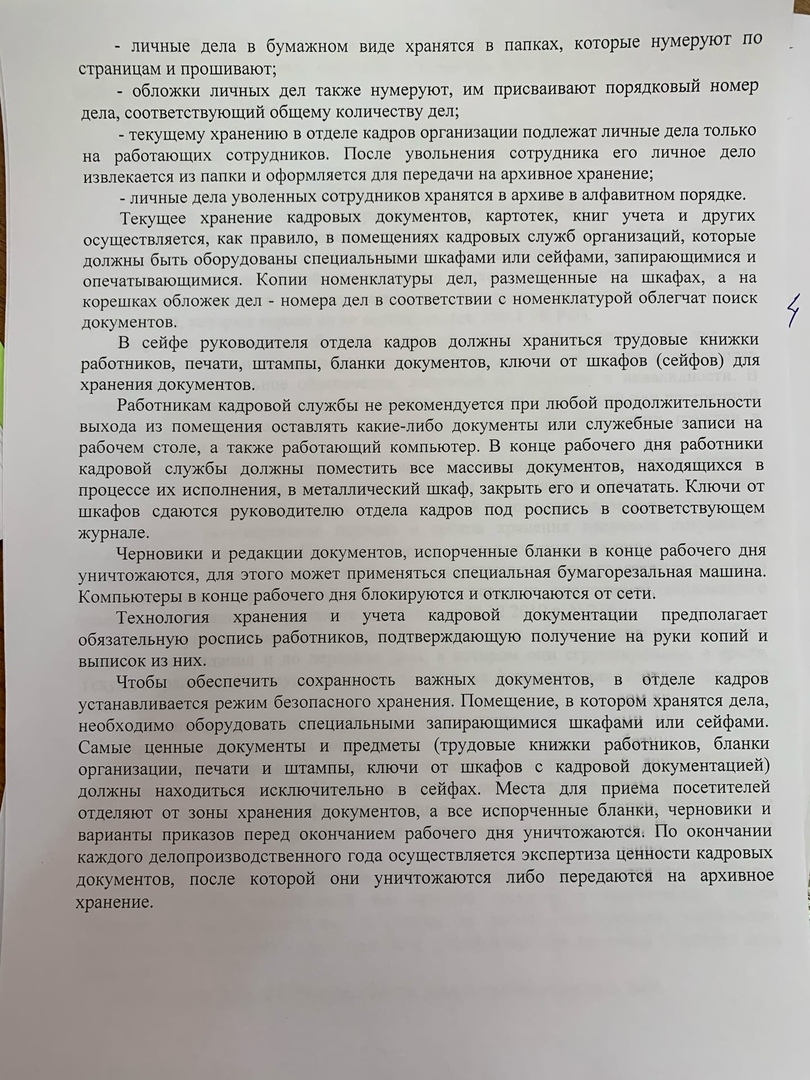 - личные дела в бумажном виде хранятся в папках, которые нумеруют по
страницам и прошивают;
- обложки личных дел также нумеруют, им присваивают порядковый номер
дела, соответствующий общему количеству дел;
- текущему хранению в отделе кадров организации подлежат личные дела только
на работающих сотрудников. После увольнения сотрудника его личное дело
извлекается из папки и оформляется для передачи на архивное хранение;
- личные дела уволенных сотрудников хранятся в архиве в алфавитном порядке.
Текущее хранение кадровых документов, картотек, книг учета и других
осуществляется, как правило, в помещениях кадровых служб организаций, которые
должны быть оборудованы специальными шкафами или сейфами, запирающимися и
опечатывающимися. Копии номенклатуры дел, размещенные на шкафах, а на
корешках обложек дел - номера дел в соответствии с номенклатурой облегчат поиск
документов.
В сейфе руководителя отдела кадров должны храниться трудовые книжки
работников, печати, штампы, бланки документов, ключи от шкафов (сейфов) для
хранения документов.
Работникам кадровой службы не рекомендуется при любой продолжительности
выхода из помещения оставлять какие-либо документы или служебные записи на
рабочем столе, а также работающий компьютер. В конце рабочего дня работники
кадровой службы должны поместить все массивы документов, находящихся в
процессе их исполнения, в металлический шкаф, закрыть его и опечатать. Ключи от
шкафов сдаются руководителю отдела кадров под роспись в соответствующем
журнале.
Черновики и редакции документов, испорченные бланки в конце рабочего дня
уничтожаются, для этого может применяться специальная бумагорезальная машина.
Компьютеры в конце рабочего дня блокируются и отключаются от сети.
Технология хранения и учета кадровой документации предполагает
обязательную роспись работников, подтверждающую получение на руки копий и
выписок из них.
Чтобы обеспечить сохранность важных документов, в отделе кадров
устанавливается режим безопасного хранения. Помещение, в котором хранятся дела,
необходимо оборудовать специальными запирающимися шкафами или сейфами.
Самые ценные документы и предметы (трудовые книжки работников, бланки
организации, печати и штампы, ключи от шкафов с кадровой документацией)
должны находиться исключительно в сейфах. Места для приема посетителей
отделяют от зоны хранения документов, а все испорченные бланки, черновики и
варианты приказов перед окончанием рабочего дня уничтожаются. По окончании
каждого делопроизводственного года осуществляется экспертиза ценности кадровых
документов, после которой они уничтожаются либо передаются на архивное
хранение.